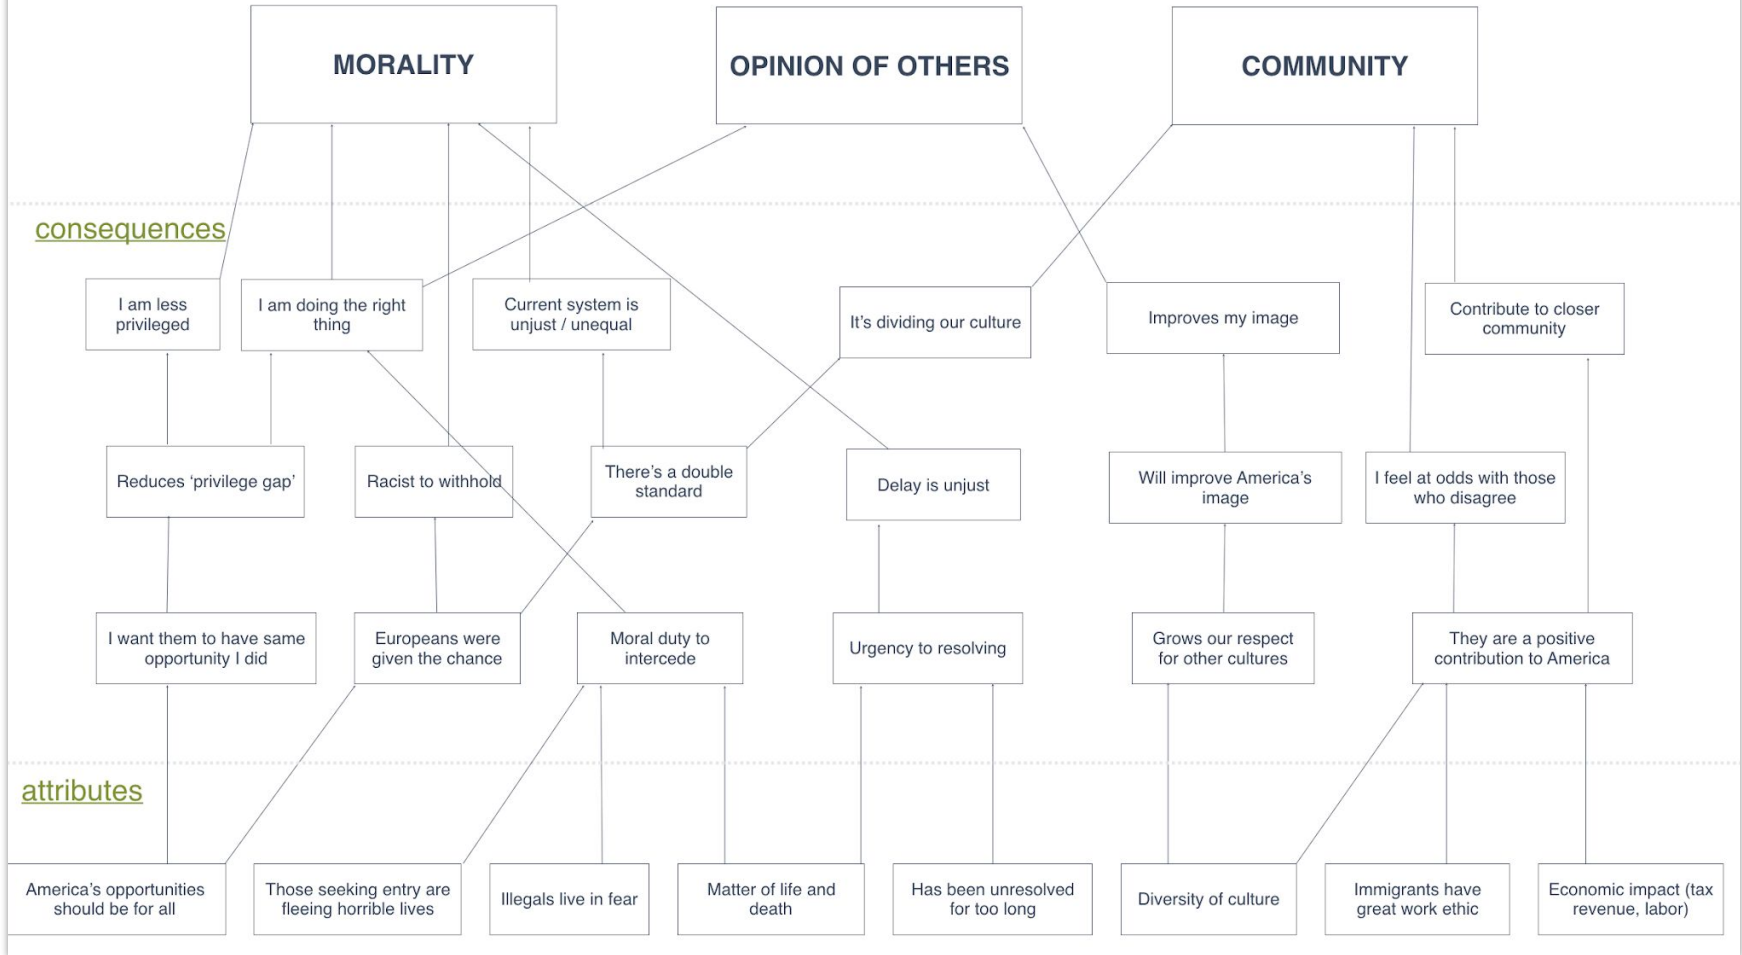 MORALITY
OPINION OF OTHERS
COMMUNITY
consequences
I am less
privileged
I am doing the right
thing
Current system is
unjust / unequal
It’s dividing our culture
Improves my image
Contribute to closer
community
Reduces ‘privilege gap’
Racist to withhold
There’s a double
standard
Delay is unjust
Will improve America’s
image
I feel at odds with those
who disagree
I want them to have same
opportunity I did
Europeans were
given the chance
Moral duty to
intercede
Urgency to resolving
Grows our respect
for other cultures
They are a positive
contribution to America
attributes
America’s opportunities
should be for all
Those seeking entry are
fleeing horrible lives
Illegals live in fear
Matter of life and
death
Has been unresolved
for too long
Diversity of culture
Immigrants have
great work ethic
Economic impact (tax
revenue, labor)